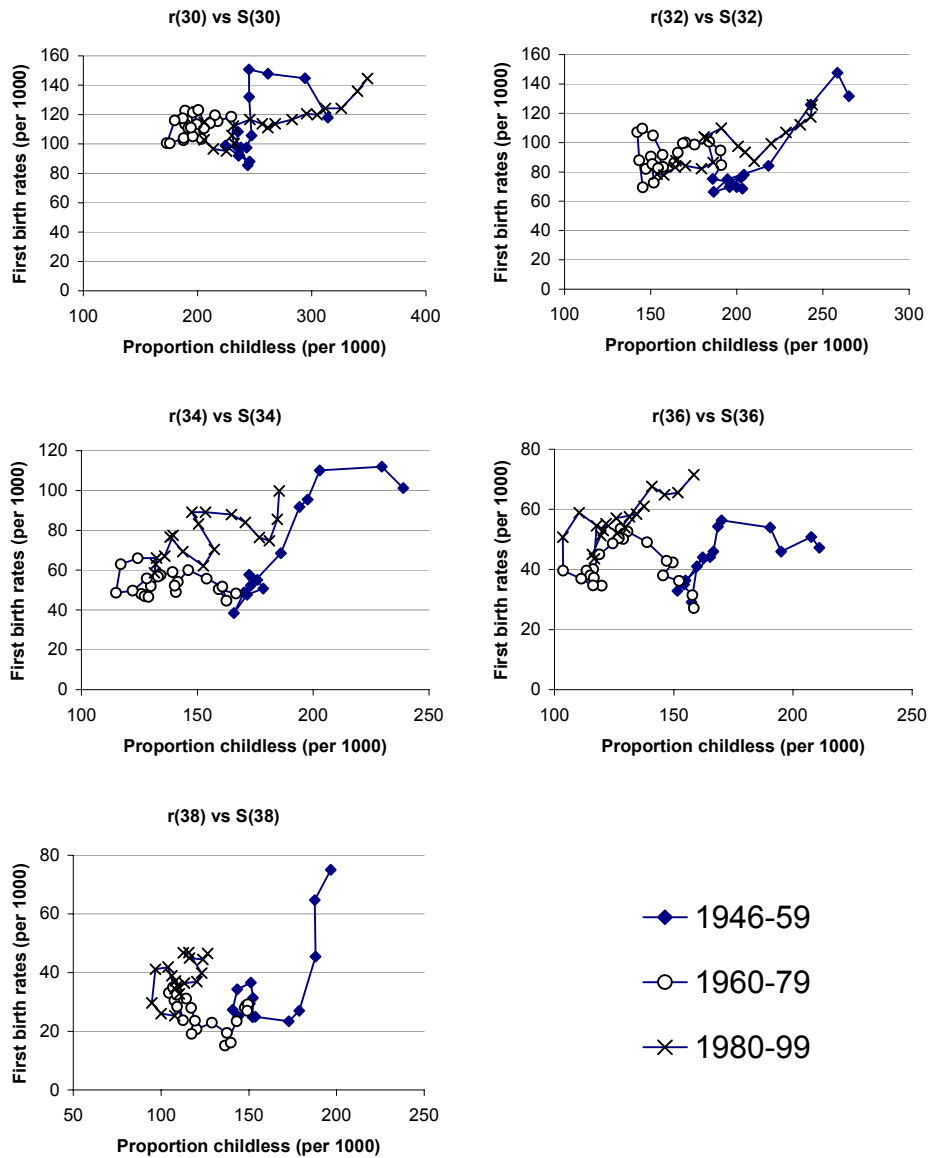 r(30) vs S(30)
First birth rates (per 1000)
160
140
120
100
80
60
40
20
0
100 200 300 400
Proportion childless (per 1000)
r(32) vs S(32)
First birth rates (per 1000)
160
140
120
100
80
60
40
20
0
100 150 200 250 300
Proportion childless (per 1000)
r(34) vs S(34)
First birth rates (per 1000)
120
100
80
60
40
20
0
100 150 200 250
Proportion childless (per 1000)
r(36) vs S(36)
First birth rates (per 1000)
80
60
40
20
0
100 150 200 250
Proportion childless (per 1000)
r(38) vs S(38)
First birth rates (per 1000)
80
60
40
20
0
50 100 150 200 250
Proportion childless (per 1000)
1946-59
1960-79
1980-99